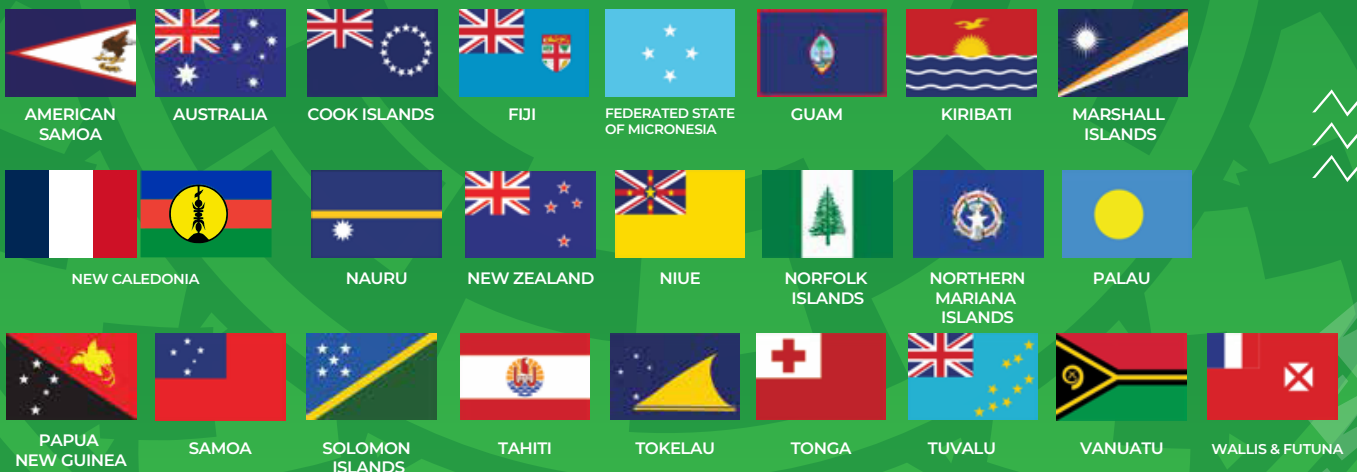 AMERICAN
SAMOA
AUSTRALIA
COOK ISLANDS
FIJI
FEDERATED STATE
OF MICRONESIA
GUAM
KIRIBATI
MARSHALL
ISLANDS
NEW CALEDONIA
NAURU
NEW ZEALAND
NIUE
NORFOLK
ISLANDS
NORTHERN
MARIANA
ISLANDS
PALAU
PAPUA
NEW GUINEA
SAMOA
SOLOMON
ISLANDS
TAHITI
TOKELAU
TONGA
TUVALU
VANUATU
WALLIS & FUTUNA